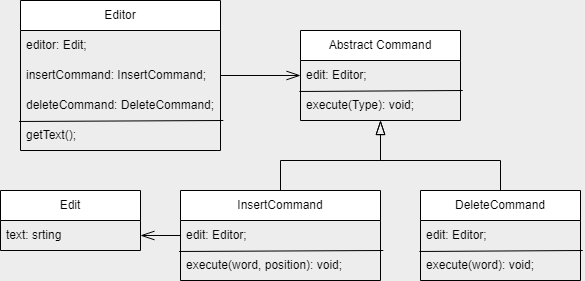 Editor
editor: Edit;
insertCommand: InsertCommand;
deleteCommand: DeleteCommand;
getText();
Abstract Command
edit: Editor;
execute(Type): void;
Edit
text: srting
InsertCommand
edit: Editor;
execute(word, position): void;
DeleteCommand
edit: Editor;
execute(word): void;